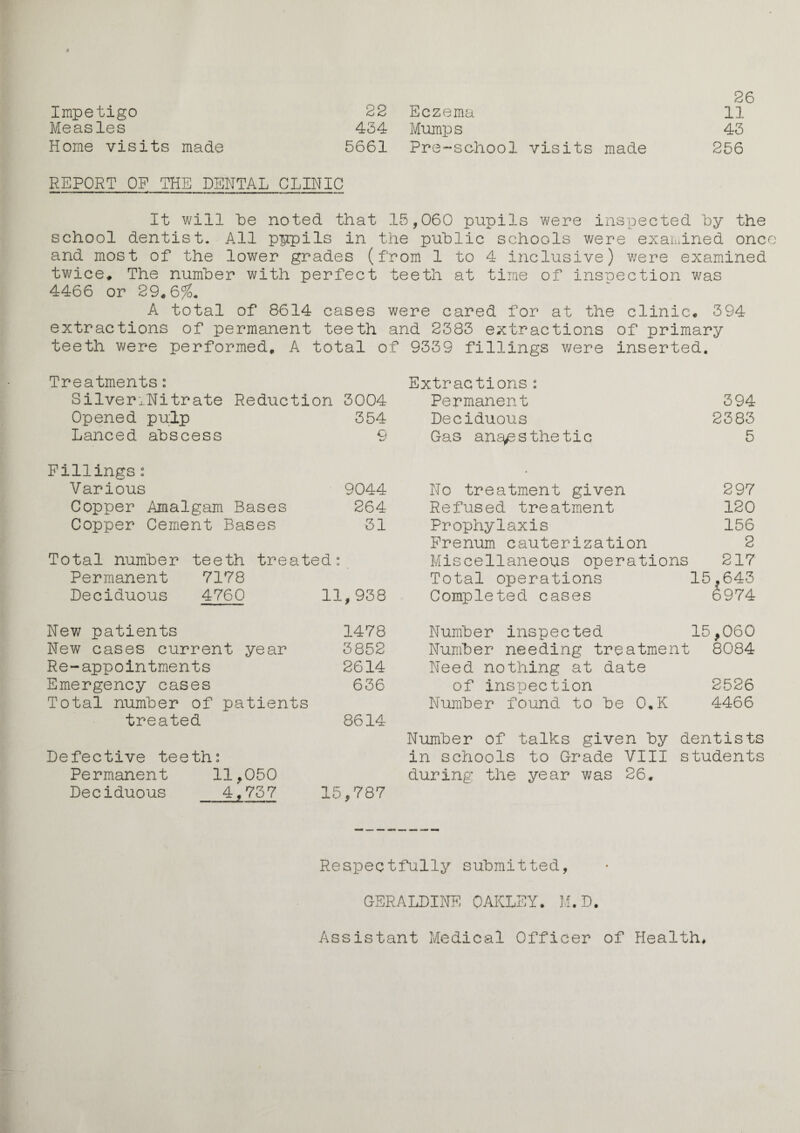 26
Impetigo 22 Eczema 11
Measles 434 Mumps 43
Home visits made 5661 Pre-school visits made 256
REPORT OF THE DENTAL CLINIC
It will be noted that 15,060 pupils were inspected by the
school dentist. All pupils in the public schools were examined once
and most of the lower grades (from 1 to 4 inclusive) were examined
twice. The number with perfect teeth at time of inspection was
4466 or 29.6%.
A total of 8614 cases were cared for at the clinic. 394
extractions of permanent teeth and 2383 extractions of primary
teeth were performed. A total of 9339 fillings were inserted.
Treatments:
Silver Nitrate Reduction 3004
Opened pulp 354
Lanced abscess 9
Extractions:
Permanent 394
Deciduous 2383
Gas anaesthetic 5
Fillings:
Various 9044
Copper Amalgam Bases 264
Copper Cement Bases 31
No treatment given 297
Refused treatment 120
Prophylaxis 156
Frenum cauterization 2
Miscellaneous operations 217
Total operations 15,643
Completed cases 6974
Total number teeth treated:
Permanent 7178
Deciduous 4760 11,938
New patients 1478
New cases current year 3852
Re-appointments 2614
Emergency cases 636
Total number of patients
treated 8614
Number inspected 15,060
Number needing treatment 8084
Need nothing at date
of inspection 2526
Number found to be O.K 4466
Number of talks given by dentists
in schools to Grade VIII students
during the year was 26.
Defective teeth:
Permanent 11,050
Deciduous 4,737 15,787
Respectfully submitted,
GERALDINE OAKLEY. M.D.
Assistant Medical Officer of Health.